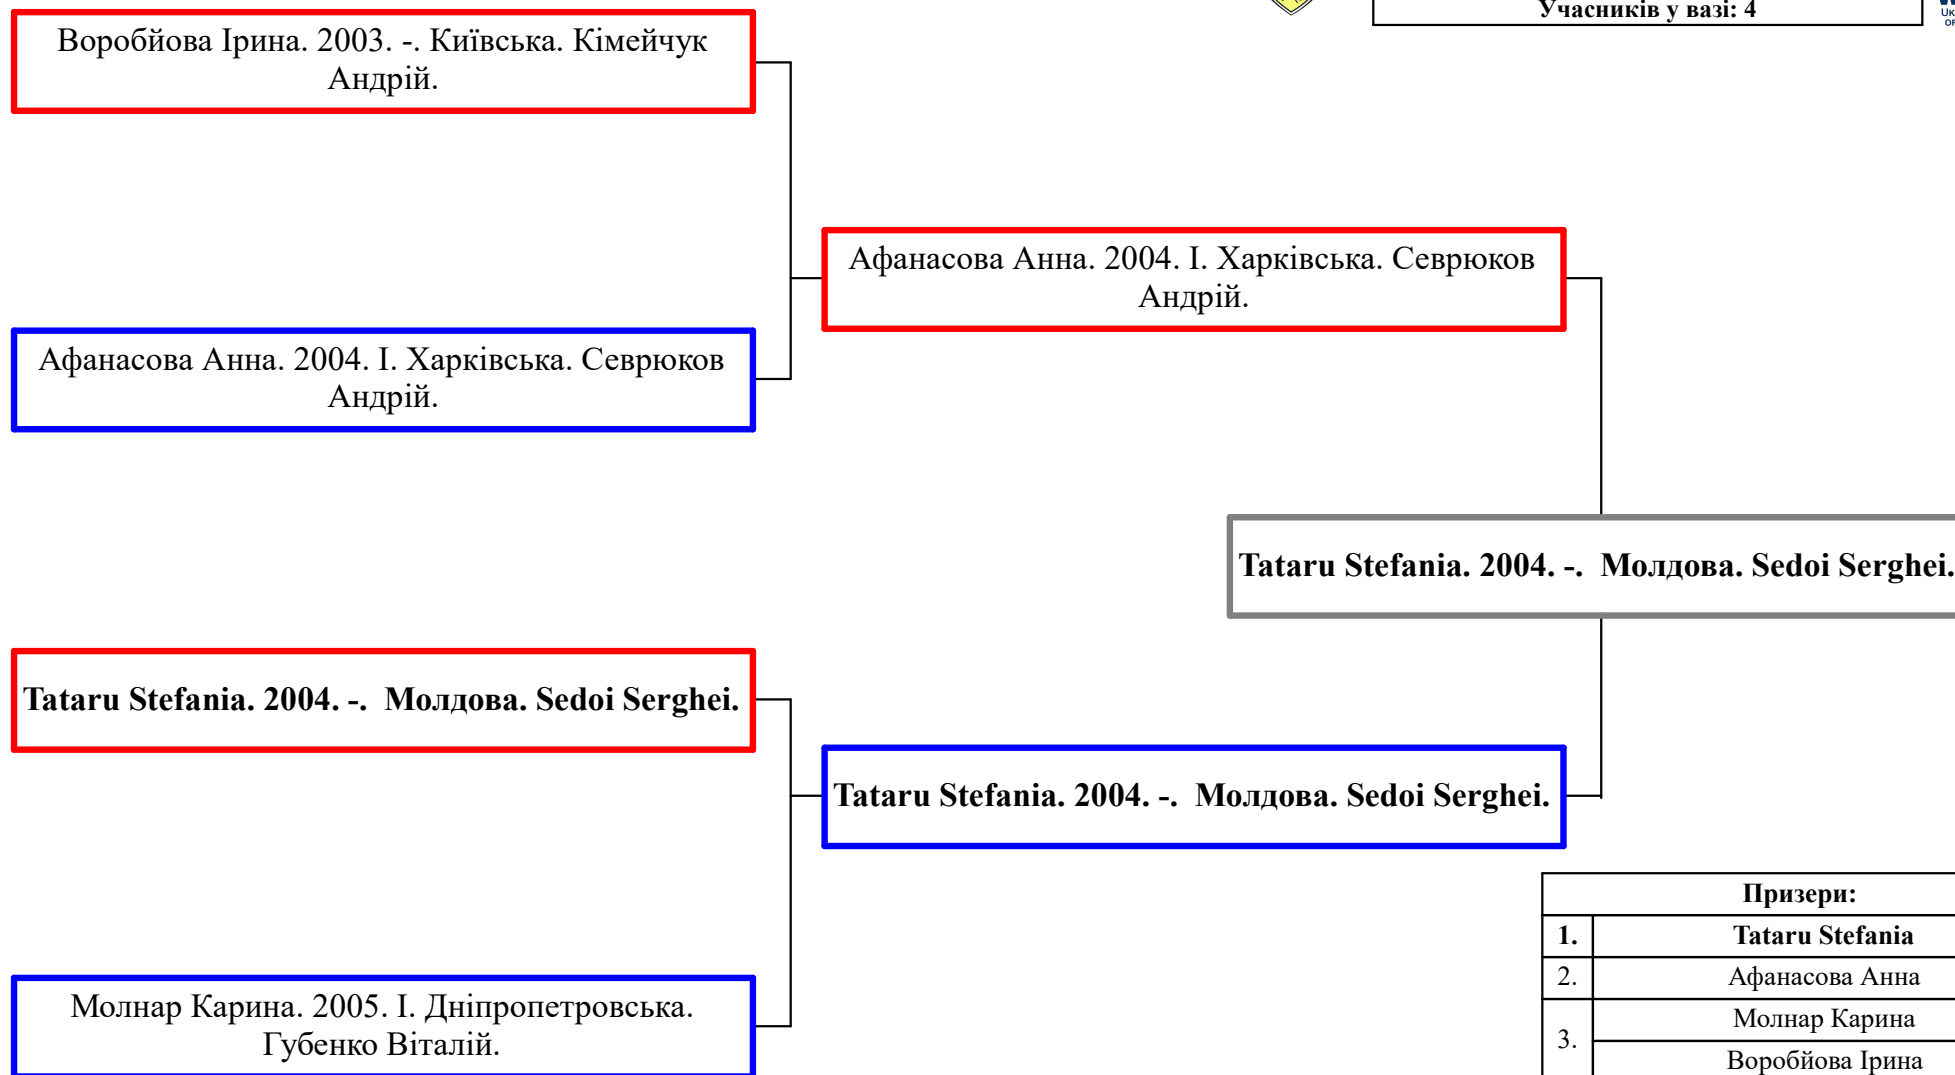 Учасників у вазі: 4
Воробйова Ірина. 2003. -. Київська. Кімейчук
Андрій.
Афанасова Анна. 2004. І. Харківська. Севрюков
Андрій.
Афанасова Анна. 2004. І. Харківська. Севрюков
Андрій.
Tataru Stefania. 2004. -. Молдова. Sedoi Serghei.
Tataru Stefania. 2004. -. Молдова. Sedoi Serghei.
Tataru Stefania. 2004. -. Молдова. Sedoi Serghei.
Молнар Карина. 2005. І. Дніпропетровська.
Губенко Віталій.
Призери:
1. Tataru Stefania
2. Афанасова Анна
3. Молнар Карина
Воробйова Ірина